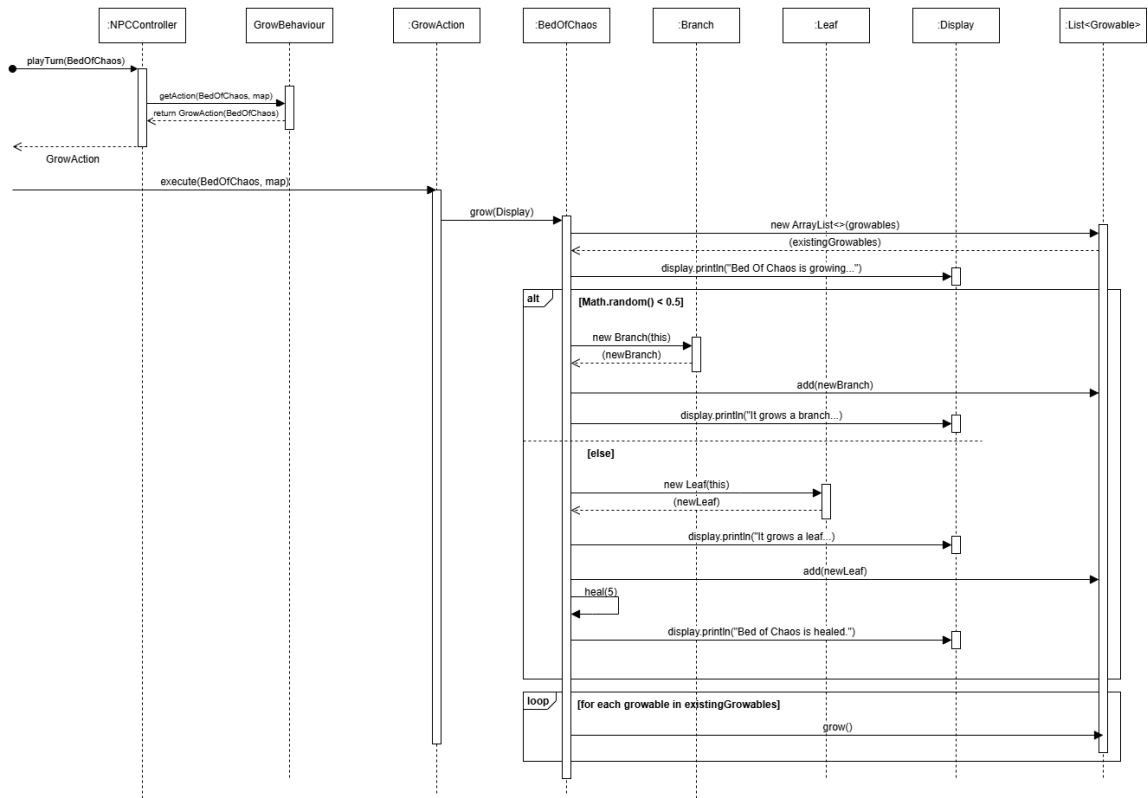 :NPCController
GrowBehaviour
:GrowAction
:BedOfChaos
:Branch
:Leaf
:Display
:List<Growable>
playTurn(BedOfChaos)
getAction(BedOfChaos, map)
return GrowAction(BedOfChaos)
GrowAction
execute(BedOfChaos, map)
grow(Display)
new ArrayList<>(growables)
(existingGrowables)
display.println("Bed Of Chaos is growing...")
alt
[Math.random() < 0.5]
new Branch(this)
(newBranch)
add(newBranch)
display.println("It grows a branch...)
[else]
new Leaf(this)
(newLeaf)
display.println("It grows a leaf...)
add(newLeaf)
heal(5)
display.println("Bed of Chaos is healed.")
loop
[for each growable in existingGrowables]
grow()